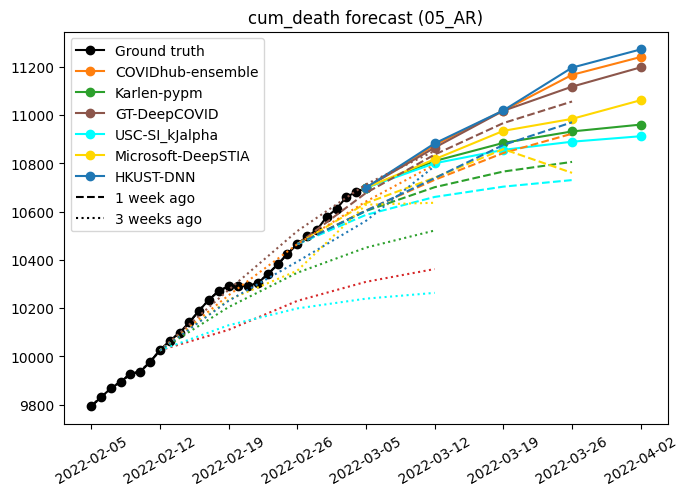 cum_death forecast (05_AR)
Ground truth
COVIDhub-ensemble
Karlen-pypm
GT-DeepCOVID
USC-SI_kJalpha
Microsoft-DeepSTIA
HKUST-DNN
1 week ago
3 weeks ago
11200
11000
10800
10600
10400
10200
10000
9800
2022-02-05
2022-02-12
2022-02-19
2022-02-26
2022-03-05
2022-03-12
2022-03-19
2022-03-26
2022-04-02